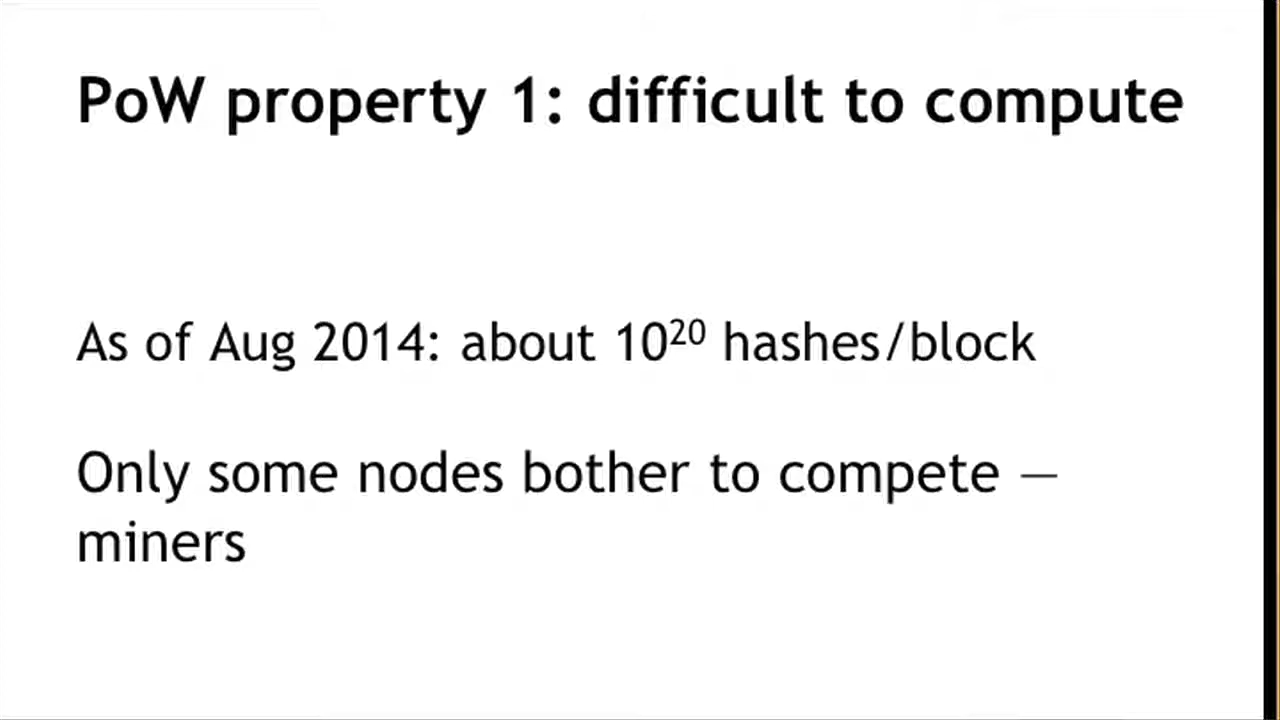 PoW property 1: difficult to compute
As of Aug 2014: about 10²⁰ hashes/block
Only some nodes bother to compete —
miners